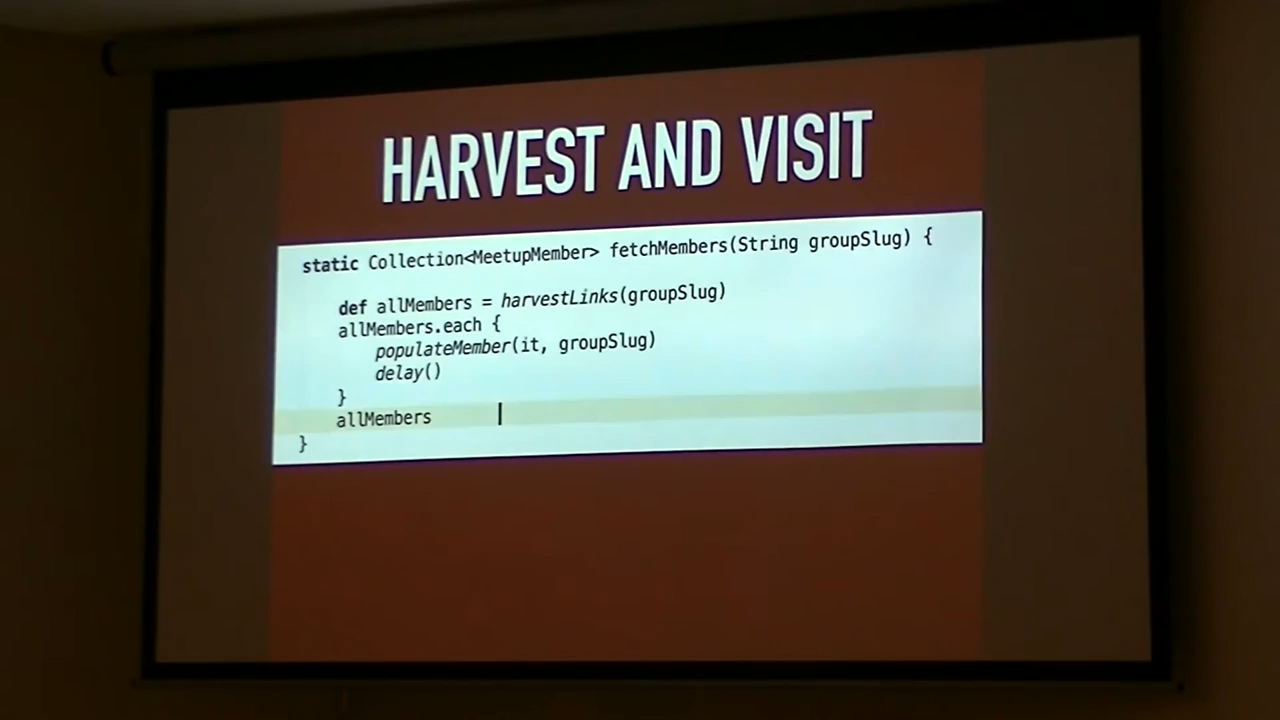 HARVEST AND VISIT
static Collection<MeetupMember> fetchMembers(String groupSlug) {
def allMembers = harvestLinks(groupSlug)
allMembers.each {
populateMember(it, groupSlug)
delay()
}
allMembers
}